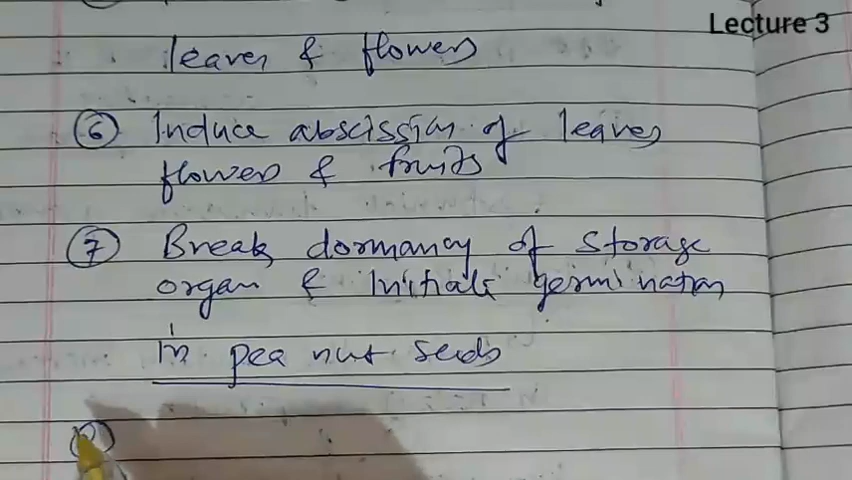 Lecture 3
leaves & flowers
⑥ Induce abscission of leaves
flowers & fruits
⑦ Break dormancy of storage
organ & Initiate germination
in pea nut seeds